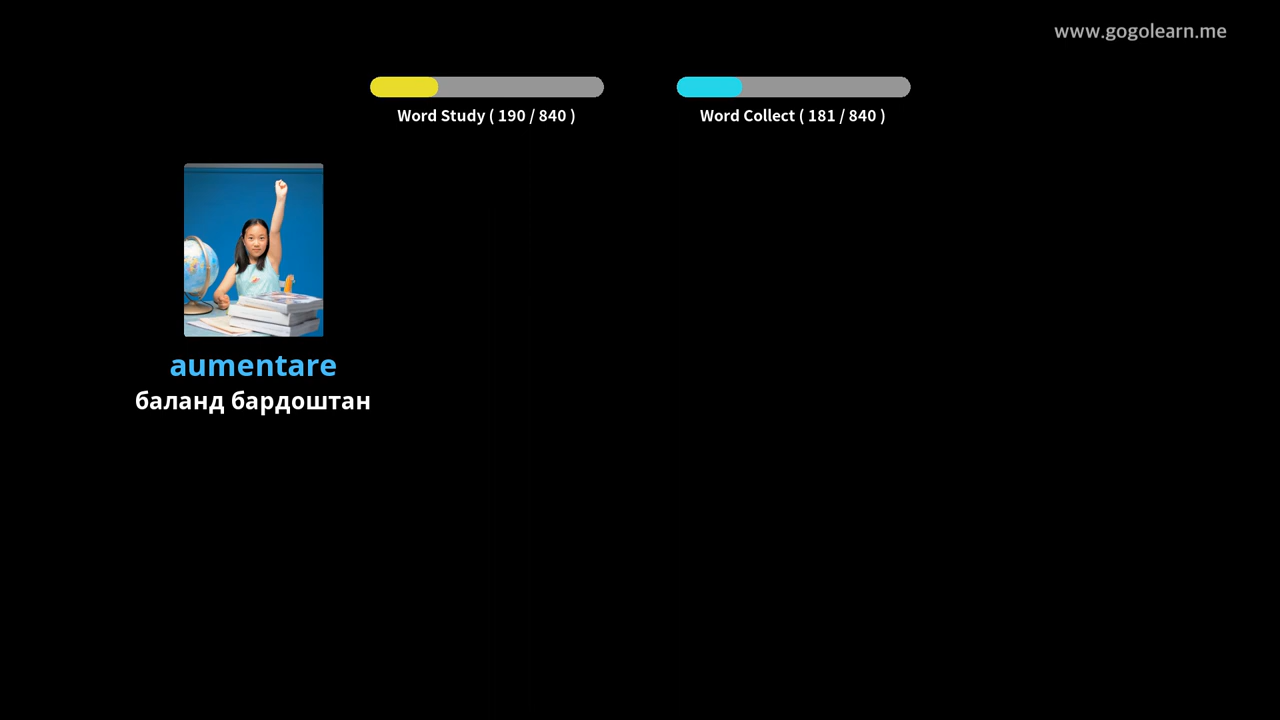 www.gogolearn.me
Word Study ( 190 / 840 )
Word Collect ( 181 / 840 )
aumentare
баланд бардоштан